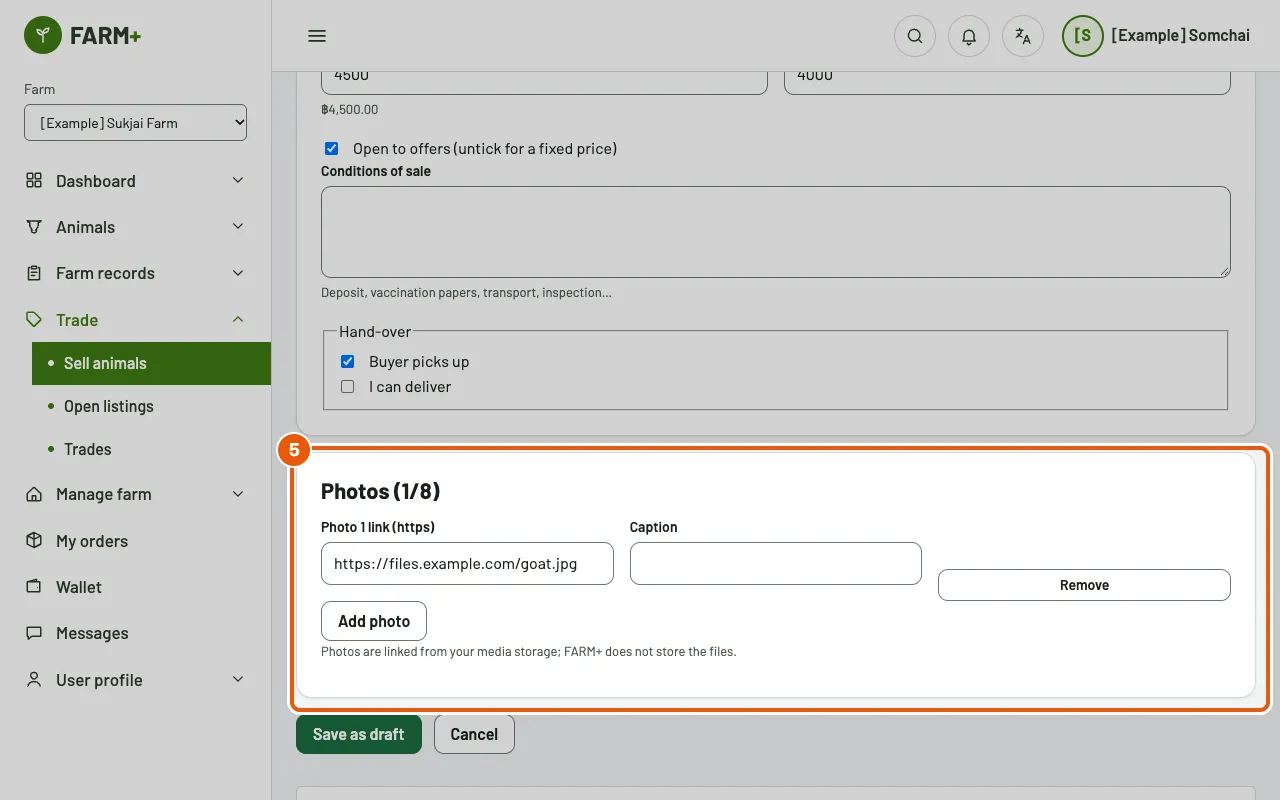 FARM+
[S
[Example] Somchai
Farm
[Example] Sukjai Farm
Dashboard
Animals
Farm records
Trade
Sell animals
Open listings
Trades
Manage farm
My orders
Wallet
Messages
User profile
4500
4000
฿4,500.00
Open to offers (untick for a fixed price)
Conditions of sale
Deposit, vaccination papers, transport, inspection...
Hand-over
Buyer picks up
I can deliver
5
Photos (1/8)
Photo 1 link (https)
Caption
https://files.example.com/goat.jpg
Remove
Add photo
Photos are linked from your media storage; FARM+ does not store the files.
Save as draft
Cancel